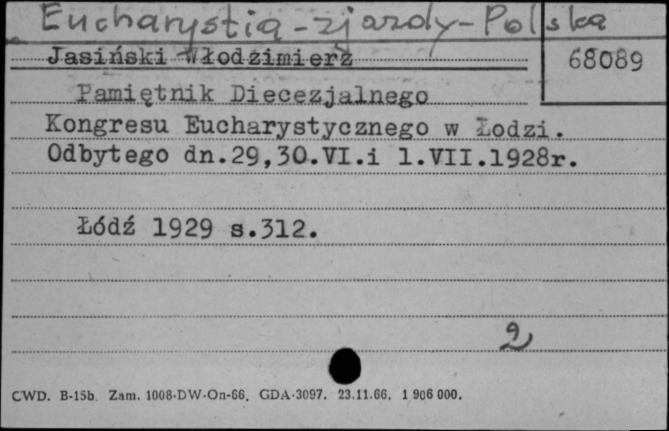 Eucharystia - zjazdy - Polska
Jasiński Włodzimierz
68089
Pamiętnik Diecezjalnego
Kongresu Eucharystycznego w Łodzi.
Odbytego dn.29,30.VI.i 1.VII.1928r.
Łódź 1929 s.312.
2
CWD. B-15b. Zam. 1008-DW-On-66. GDA-3097. 23.11.66. 1 906 000.